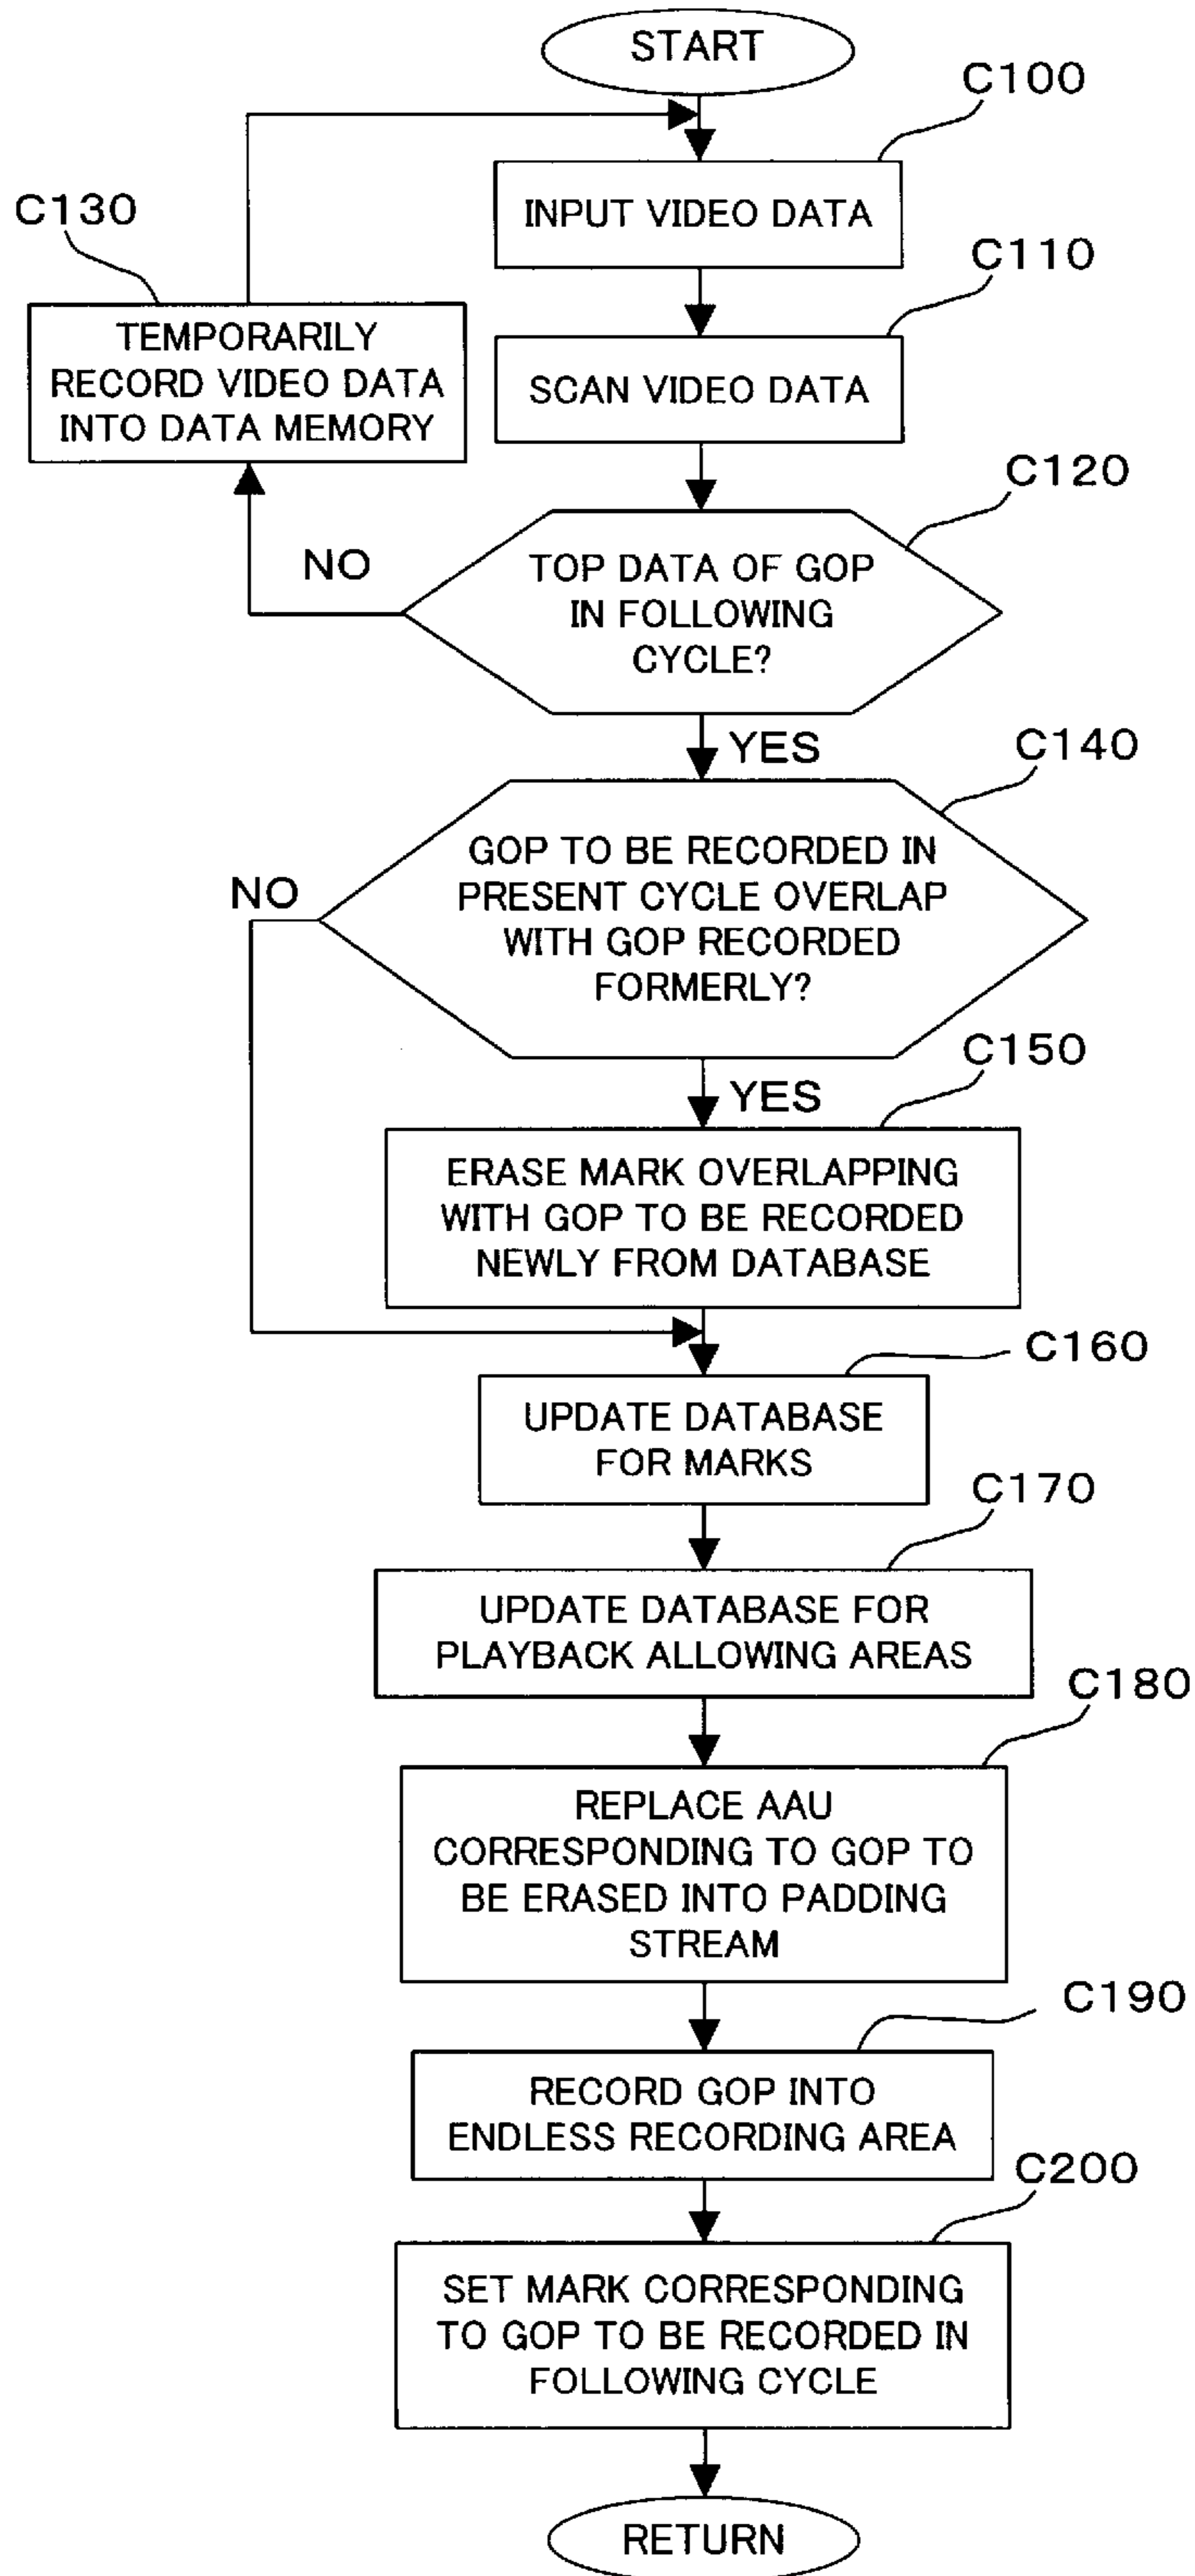 START
C100
INPUT VIDEO DATA
C130
TEMPORARILY
RECORD VIDEO DATA
INTO DATA MEMORY
C110
SCAN VIDEO DATA
C120
NO
TOP DATA OF GOP
IN FOLLOWING
CYCLE?
YES
C140
NO
GOP TO BE RECORDED IN
PRESENT CYCLE OVERLAP
WITH GOP RECORDED
FORMERLY?
YES
C150
ERASE MARK OVERLAPPING
WITH GOP TO BE RECORDED
NEWLY FROM DATABASE
C160
UPDATE DATABASE
FOR MARKS
C170
UPDATE DATABASE FOR
PLAYBACK ALLOWING AREAS
C180
REPLACE AAU
CORRESPONDING TO GOP TO
BE ERASED INTO PADDING
STREAM
C190
RECORD GOP INTO
ENDLESS RECORDING AREA
C200
SET MARK CORRESPONDING
TO GOP TO BE RECORDED IN
FOLLOWING CYCLE
RETURN